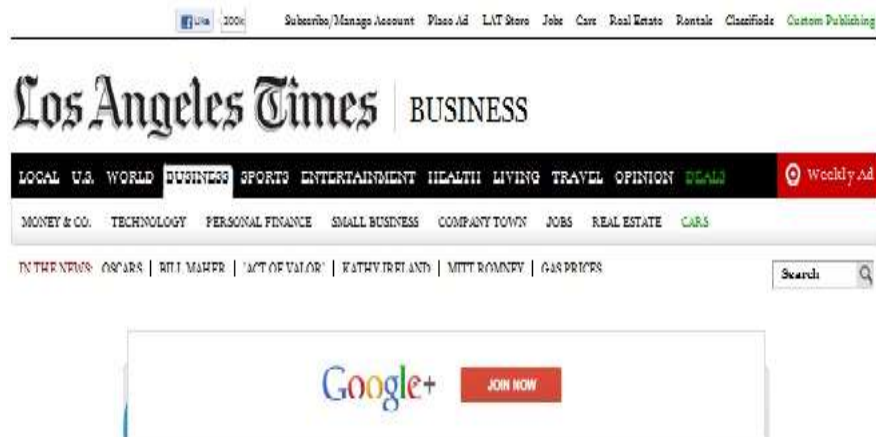 Like 200k Subscribe/Manage Account Place Ad LAT Store Jobs Cars Real Estate Rentals Classifieds Custom Publishing
Los Angeles Times BUSINESS
LOCAL U.S. WORLD BUSINESS SPORTS ENTERTAINMENT HEALTH LIVING TRAVEL OPINION DEALS Weekly Ad
MONEY & CO. TECHNOLOGY PERSONAL FINANCE SMALL BUSINESS COMPANY TOWN JOBS REAL ESTATE CARS
IN THE NEWS: OSCARS | BILL MAHER | 'ACT OF VALOR' | KATHY IRELAND | MITT ROMNEY | GAS PRICES
Search
Google+ JOIN NOW